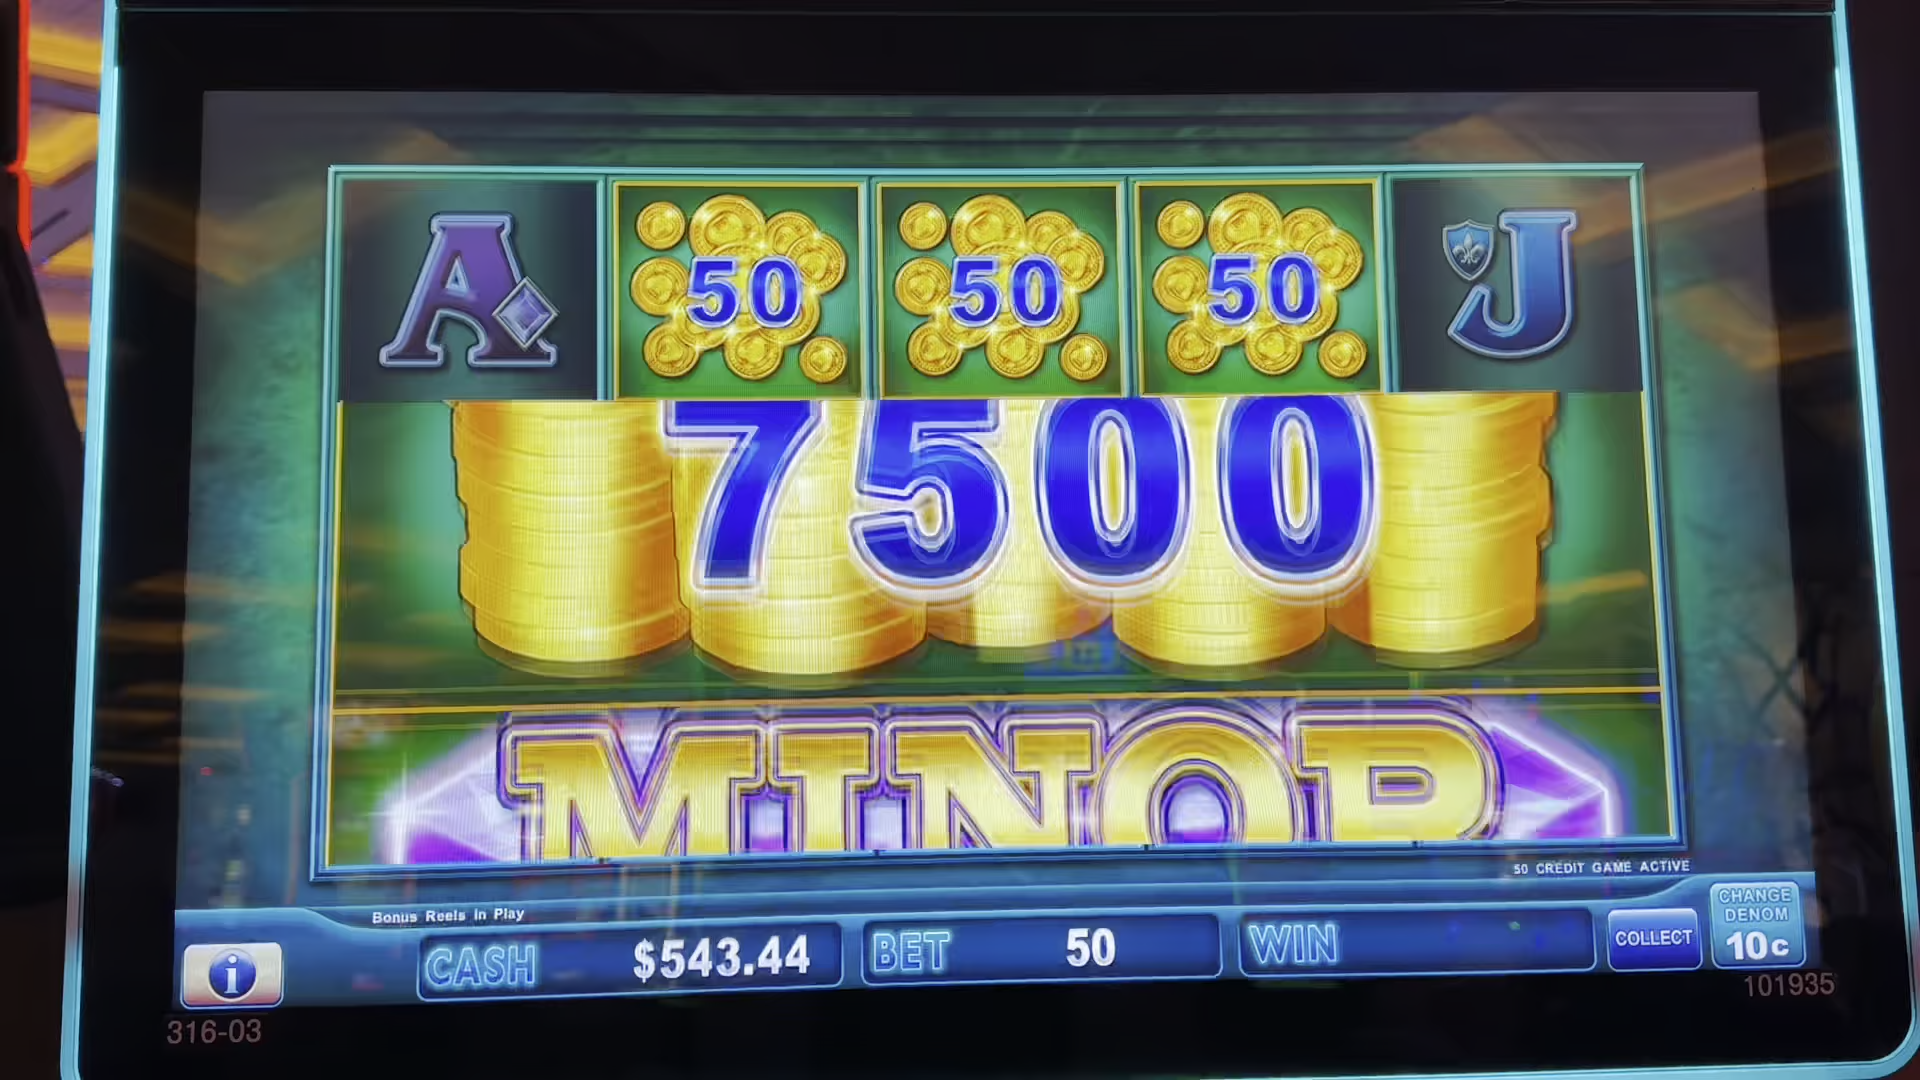 A 50 50 50 J
7500
MINOR
50 CREDIT GAME ACTIVE
Bonus Reels in Play
CHANGE
DENOM
10c
i CASH $543.44 BET 50 WIN COLLECT
316-03 101935